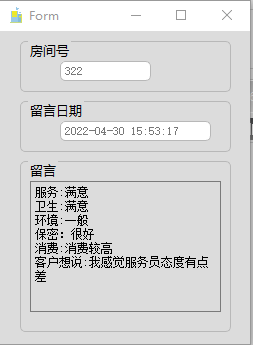 Form
房间号
322
留言日期
2022-04-30 15:53:17
留言
服务:满意
卫生:满意
环境:一般
保密: 很好
消费:消费较高
客户想说:我感觉服务员态度有点
差